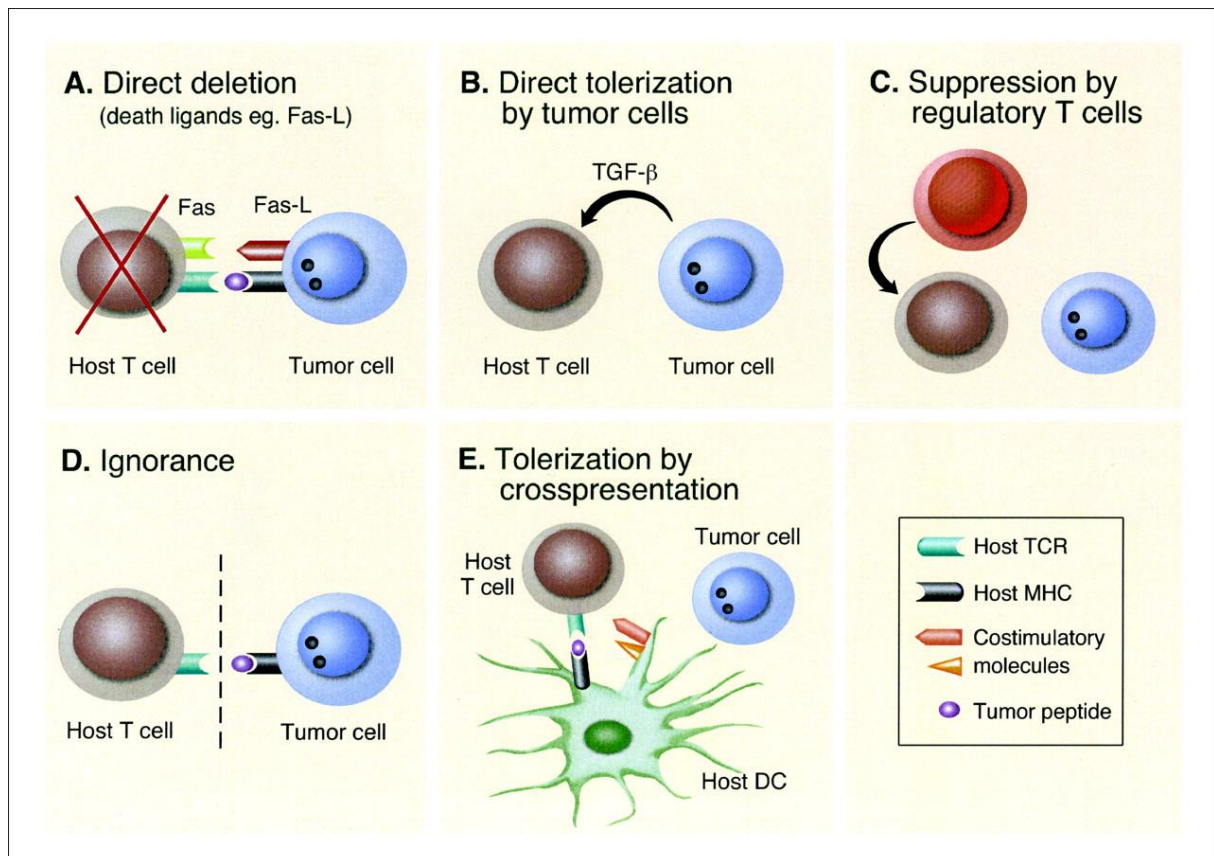 A. Direct deletion
(death ligands eg. Fas-L)
Fas
Fas-L
Host T cell
Tumor cell
B. Direct tolerization
by tumor cells
TGF-β
Host T cell
Tumor cell
C. Suppression by
regulatory T cells
D. Ignorance
Host T cell
Tumor cell
E. Tolerization by
crosspresentation
Host
T cell
Tumor cell
Host DC
Host TCR
Host MHC
Costimulatory
molecules
Tumor peptide